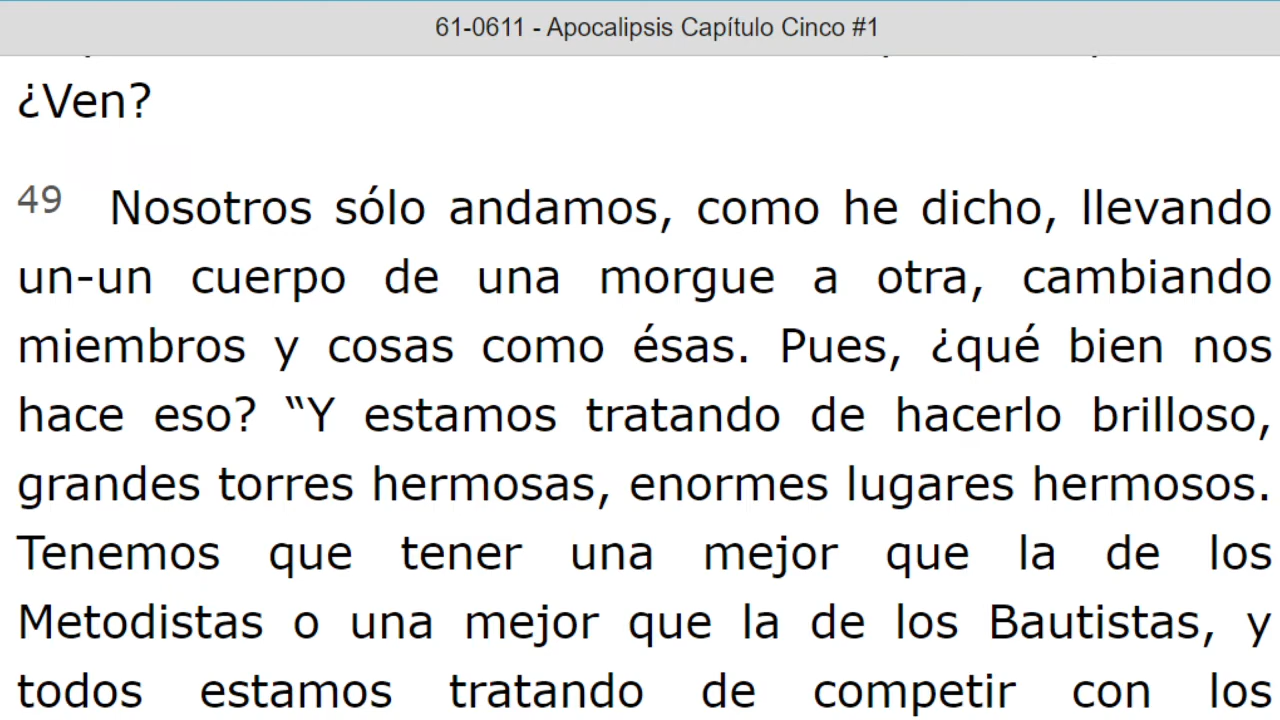 61-0611 - Apocalipsis Capítulo Cinco #1
¿Ven?
49 Nosotros sólo andamos, como he dicho, llevando
un-un cuerpo de una morgue a otra, cambiando
miembros y cosas como ésas. Pues, ¿qué bien nos
hace eso? “Y estamos tratando de hacerlo brilloso,
grandes torres hermosas, enormes lugares hermosos.
Tenemos que tener una mejor que la de los
Metodistas o una mejor que la de los Bautistas, y
todos estamos tratando de competir con los